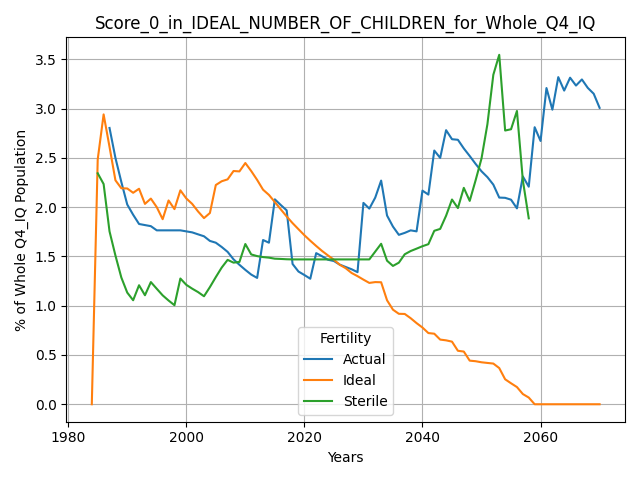 Score_0_in_IDEAL_NUMBER_OF_CHILDREN_for_Whole_Q4_IQ
% of Whole Q4_IQ Population
3.5
3.0
2.5
2.0
1.5
1.0
0.5
0.0
Fertility
Actual
Ideal
Sterile
1980
2000
2020
2040
2060
Years